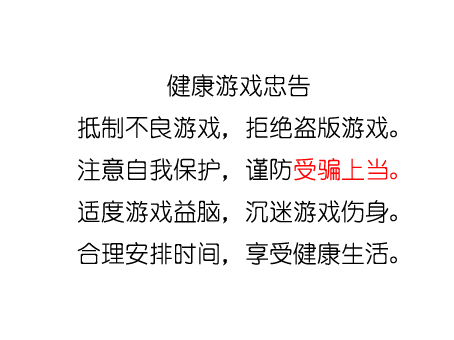 健康游戏忠告
抵制不良游戏，拒绝盗版游戏。
注意自我保护，谨防受骗上当。
适度游戏益脑，沉迷游戏伤身。
合理安排时间，享受健康生活。